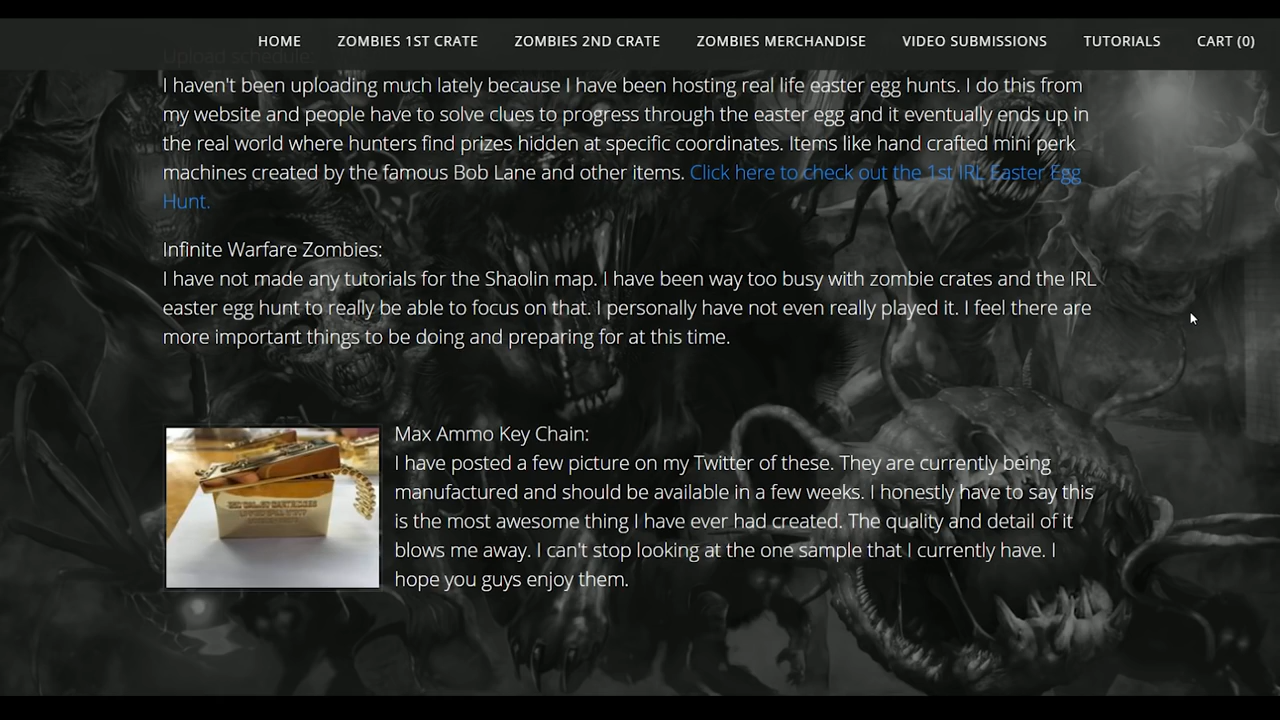 HOME ZOMBIES 1ST CRATE ZOMBIES 2ND CRATE ZOMBIES MERCHANDISE VIDEO SUBMISSIONS TUTORIALS CART (0)
Upload schedule
I haven't been uploading much lately because I have been hosting real life easter egg hunts. I do this from
my website and people have to solve clues to progress through the easter egg and it eventually ends up in
the real world where hunters find prizes hidden at specific coordinates. Items like hand crafted mini perk
machines created by the famous Bob Lane and other items. Click here to check out the 1st IRL Easter Egg
Hunt.
Infinite Warfare Zombies:
I have not made any tutorials for the Shaolin map. I have been way too busy with zombie crates and the IRL
easter egg hunt to really be able to focus on that. I personally have not even really played it. I feel there are
more important things to be doing and preparing for at this time.
Max Ammo Key Chain:
I have posted a few picture on my Twitter of these. They are currently being
manufactured and should be available in a few weeks. I honestly have to say this
is the most awesome thing I have ever had created. The quality and detail of it
blows me away. I can't stop looking at the one sample that I currently have. I
hope you guys enjoy them.